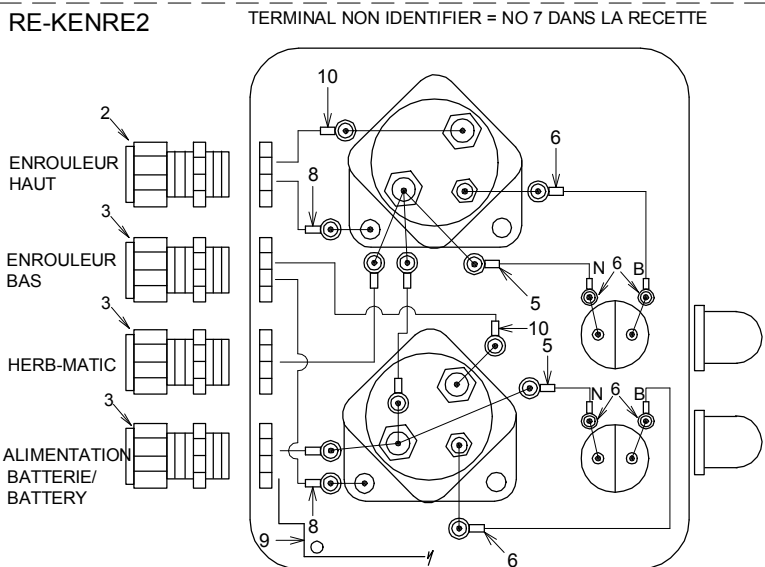 RE-KENRE2
TERMINAL NON IDENTIFIER = NO 7 DANS LA RECETTE
10
2
6
ENROULEUR
HAUT
8
3
ENROULEUR
BAS
N 6 B
5
3
10
5
HERB-MATIC
3
N 6 B
ALIMENTATION
BATTERIE/
BATTERY
8
9
6